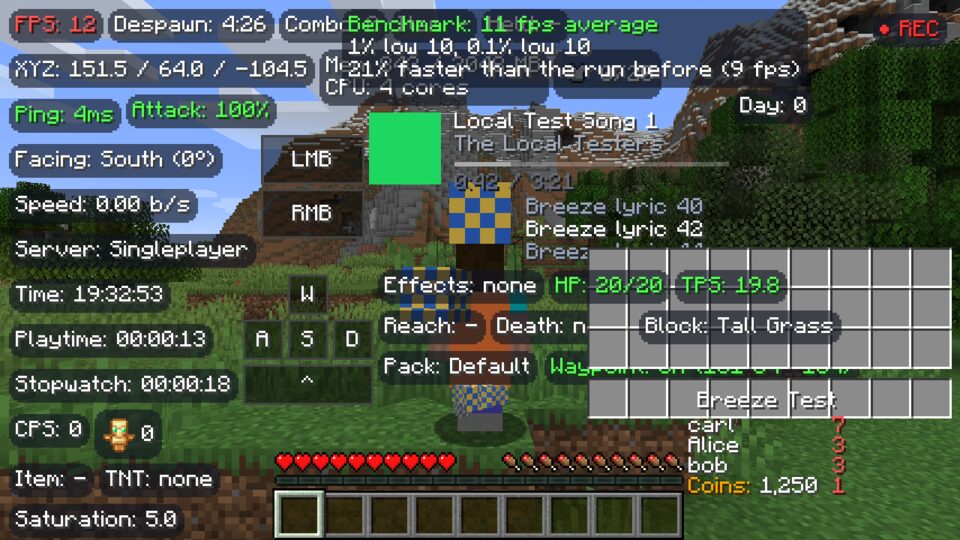 FPS: 12
Despawn: 4:26
Benchmark: 11 fps average
● REC
1% low 10, 0.1% low 10
XYZ: 151.5 / 64.0 / -104.5
21% faster than the run before (9 fps)
CPU: 4 cores
Ping: 4ms
Attack: 100%
Day: 0
Local Test Song 1
The Local Testers
Facing: South (0°)
LMB
0:42 / 3:21
Speed: 0.00 b/s
RMB
Breeze lyric 40
Breeze lyric 42
Server: Singleplayer
Breeze
Effects: none
HP: 20/20
TPS: 19.8
Time: 19:32:53
W
Reach: -
Death:
Block: Tall Grass
Playtime: 00:00:13
A
S
D
Pack: Default
Stopwatch: 00:00:18
^
Breeze Test
CPS: 0
0
carl 7
Alice 3
bob 3
Item: -
TNT: none
Coins: 1,250 1
Saturation: 5.0